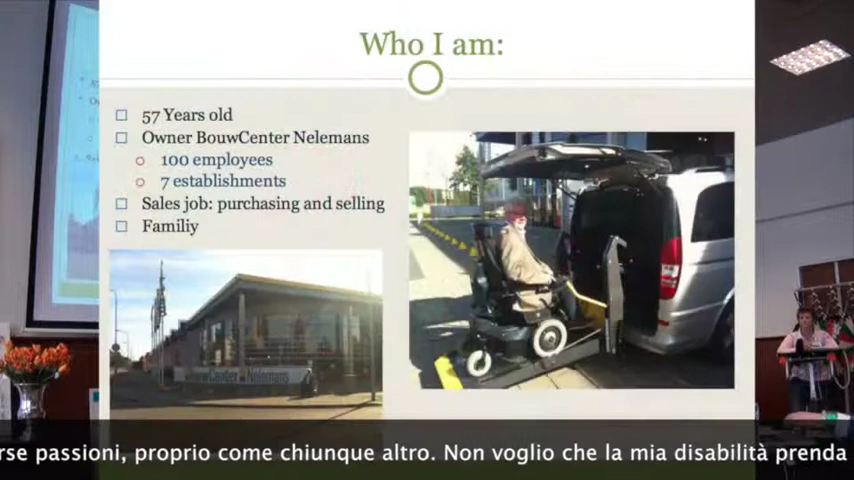 Who I am:
57 Years old
Owner BouwCenter Nelemans
100 employees
7 establishments
Sales job: purchasing and selling
Familiy
Nelemans
rse passioni, proprio come chiunque altro. Non voglio che la mia disabilità prenda